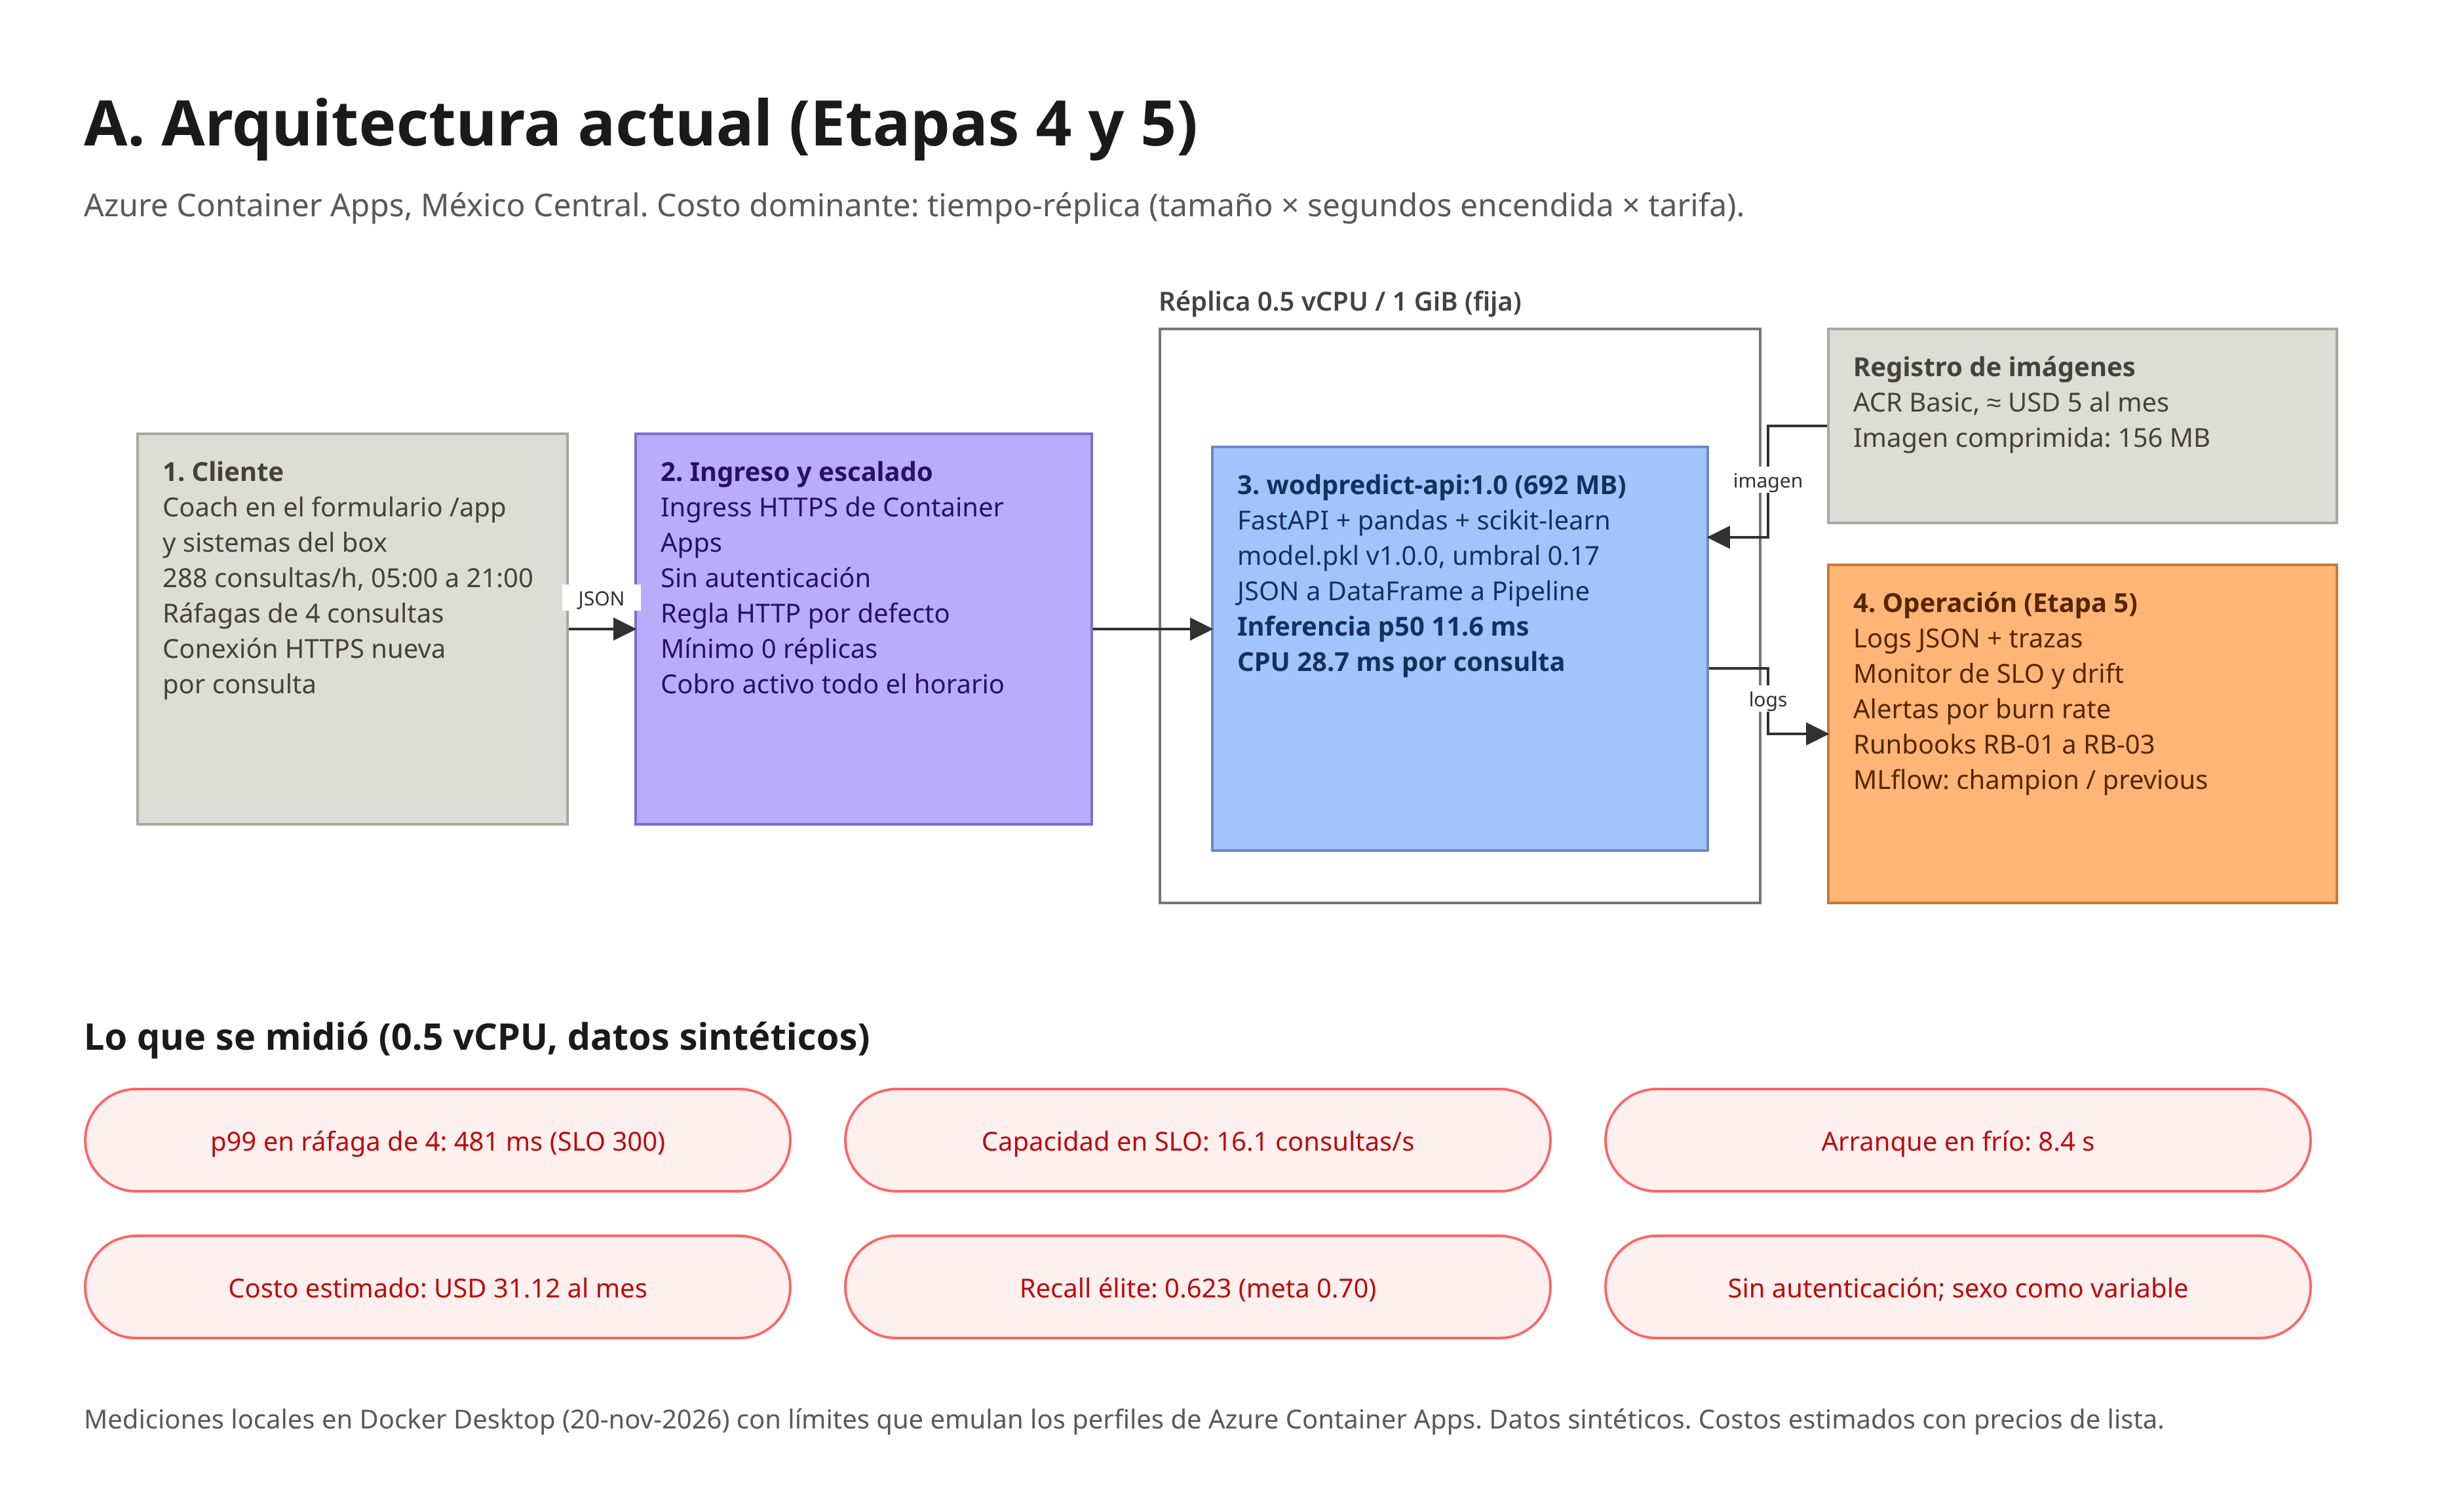 A. Arquitectura actual (Etapas 4 y 5)
Azure Container Apps, México Central. Costo dominante: tiempo-réplica (tamaño × segundos encendida × tarifa).
1. Cliente
Coach en el formulario /app
y sistemas del box
288 consultas/h, 05:00 a 21:00
Ráfagas de 4 consultas
Conexión HTTPS nueva
por consulta
JSON
2. Ingreso y escalado
Ingress HTTPS de Container
Apps
Sin autenticación
Regla HTTP por defecto
Mínimo 0 réplicas
Cobro activo todo el horario
Réplica 0.5 vCPU / 1 GiB (fija)
3. wodpredict-api:1.0 (692 MB)
FastAPI + pandas + scikit-learn
model.pkl v1.0.0, umbral 0.17
JSON a DataFrame a Pipeline
Inferencia p50 11.6 ms
CPU 28.7 ms por consulta
imagen
logs
Registro de imágenes
ACR Basic, ≈ USD 5 al mes
Imagen comprimida: 156 MB
4. Operación (Etapa 5)
Logs JSON + trazas
Monitor de SLO y drift
Alertas por burn rate
Runbooks RB-01 a RB-03
MLflow: champion / previous
Lo que se midió (0.5 vCPU, datos sintéticos)
p99 en ráfaga de 4: 481 ms (SLO 300)
Capacidad en SLO: 16.1 consultas/s
Arranque en frío: 8.4 s
Costo estimado: USD 31.12 al mes
Recall élite: 0.623 (meta 0.70)
Sin autenticación; sexo como variable
Mediciones locales en Docker Desktop (20-nov-2026) con límites que emulan los perfiles de Azure Container Apps. Datos sintéticos. Costos estimados con precios de lista.